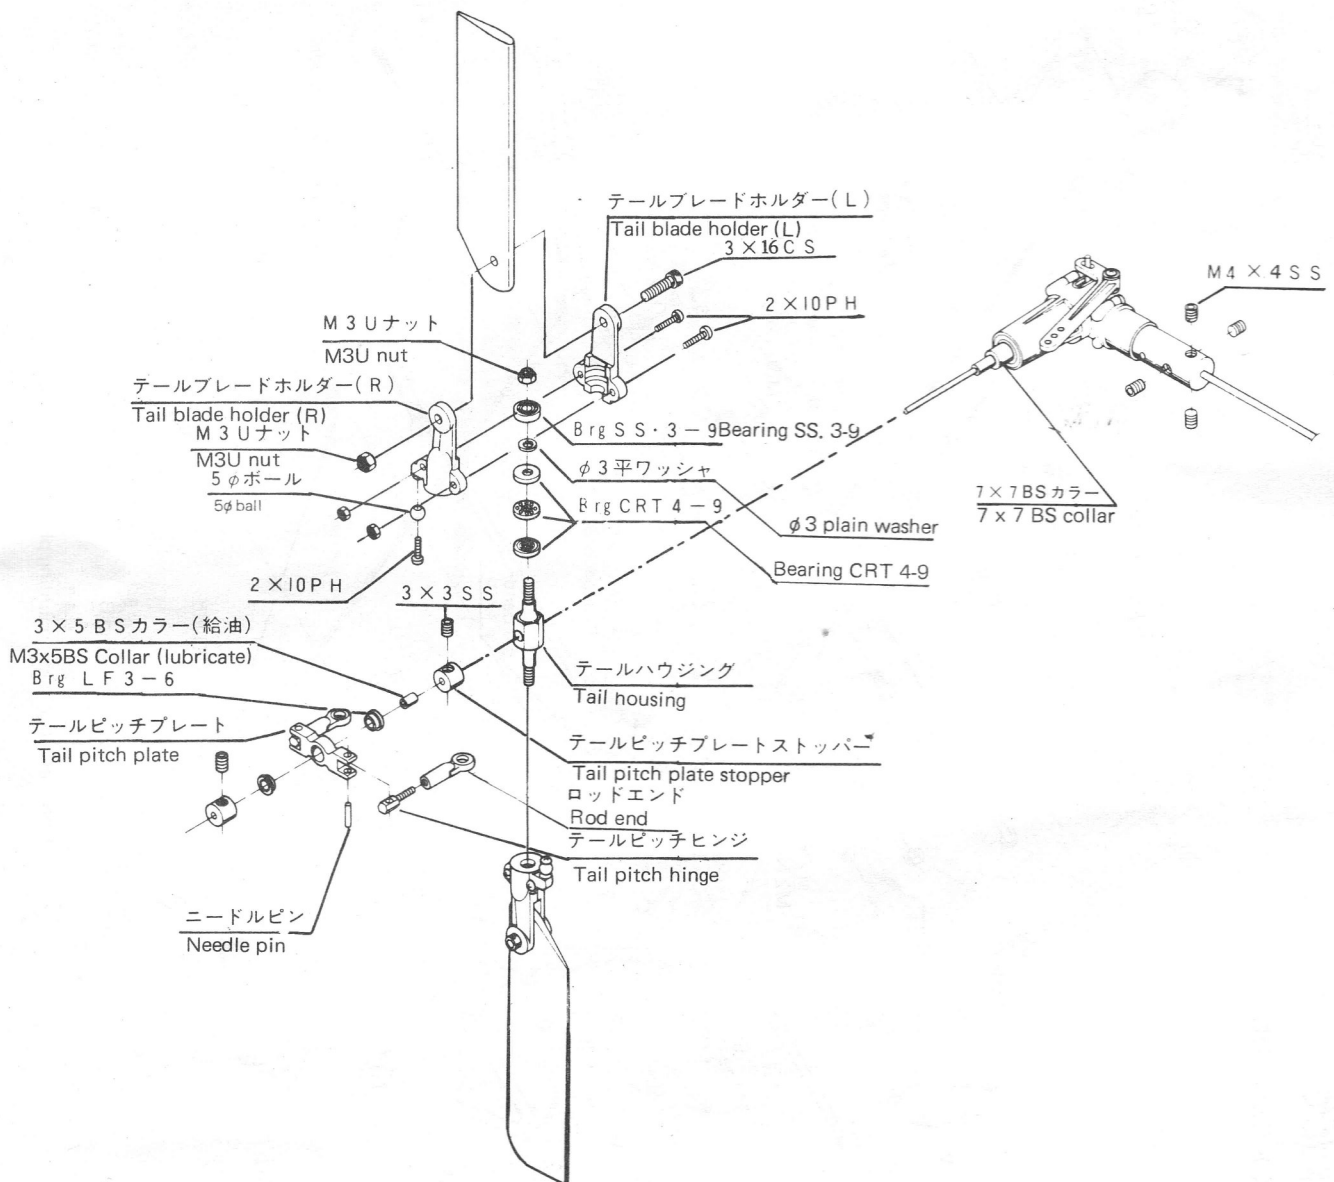 テールブレードホルダー(L)
Tail blade holder (L)
3×16CS
M4×4SS
2×10PH
M3Uナット
M3U nut
テールブレードホルダー(R)
Tail blade holder (R)
M3Uナット
M3U nut
5φボール
5φ ball
BrgSS・3-9 Bearing SS. 3-9
φ3平ワッシャ
BrgCRT4-9
φ3 plain washer
Bearing CRT 4-9
7×7BSカラー
7 x 7 BS collar
2×10PH
3×3SS
3×5BSカラー(給油)
M3x5BS Collar (lubricate)
Brg LF3-6
テールピッチプレート
Tail pitch plate
テールハウジング
Tail housing
テールピッチプレートストッパー
Tail pitch plate stopper
ロッドエンド
Rod end
テールピッチヒンジ
Tail pitch hinge
ニードルピン
Needle pin